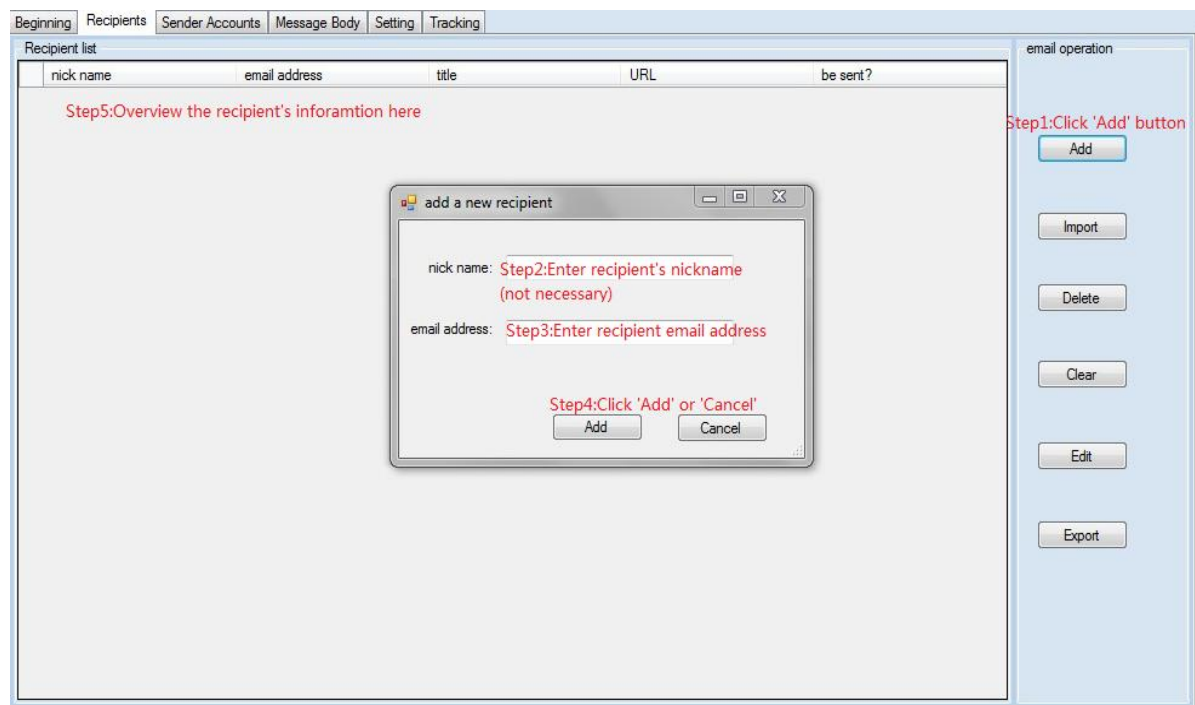 Beginning Recipients Sender Accounts Message Body Setting Tracking
Recipient list
email operation
nick name email address title URL be sent?
Step5:Overview the recipient's inforamtion here
Step1:Click 'Add' button
Add
add a new recipient
Import
nick name: Step2:Enter recipient's nickname
(not necessary)
Delete
email address: Step3:Enter recipient email address
Clear
Step4:Click 'Add' or 'Cancel'
Add Cancel
Edit
Export